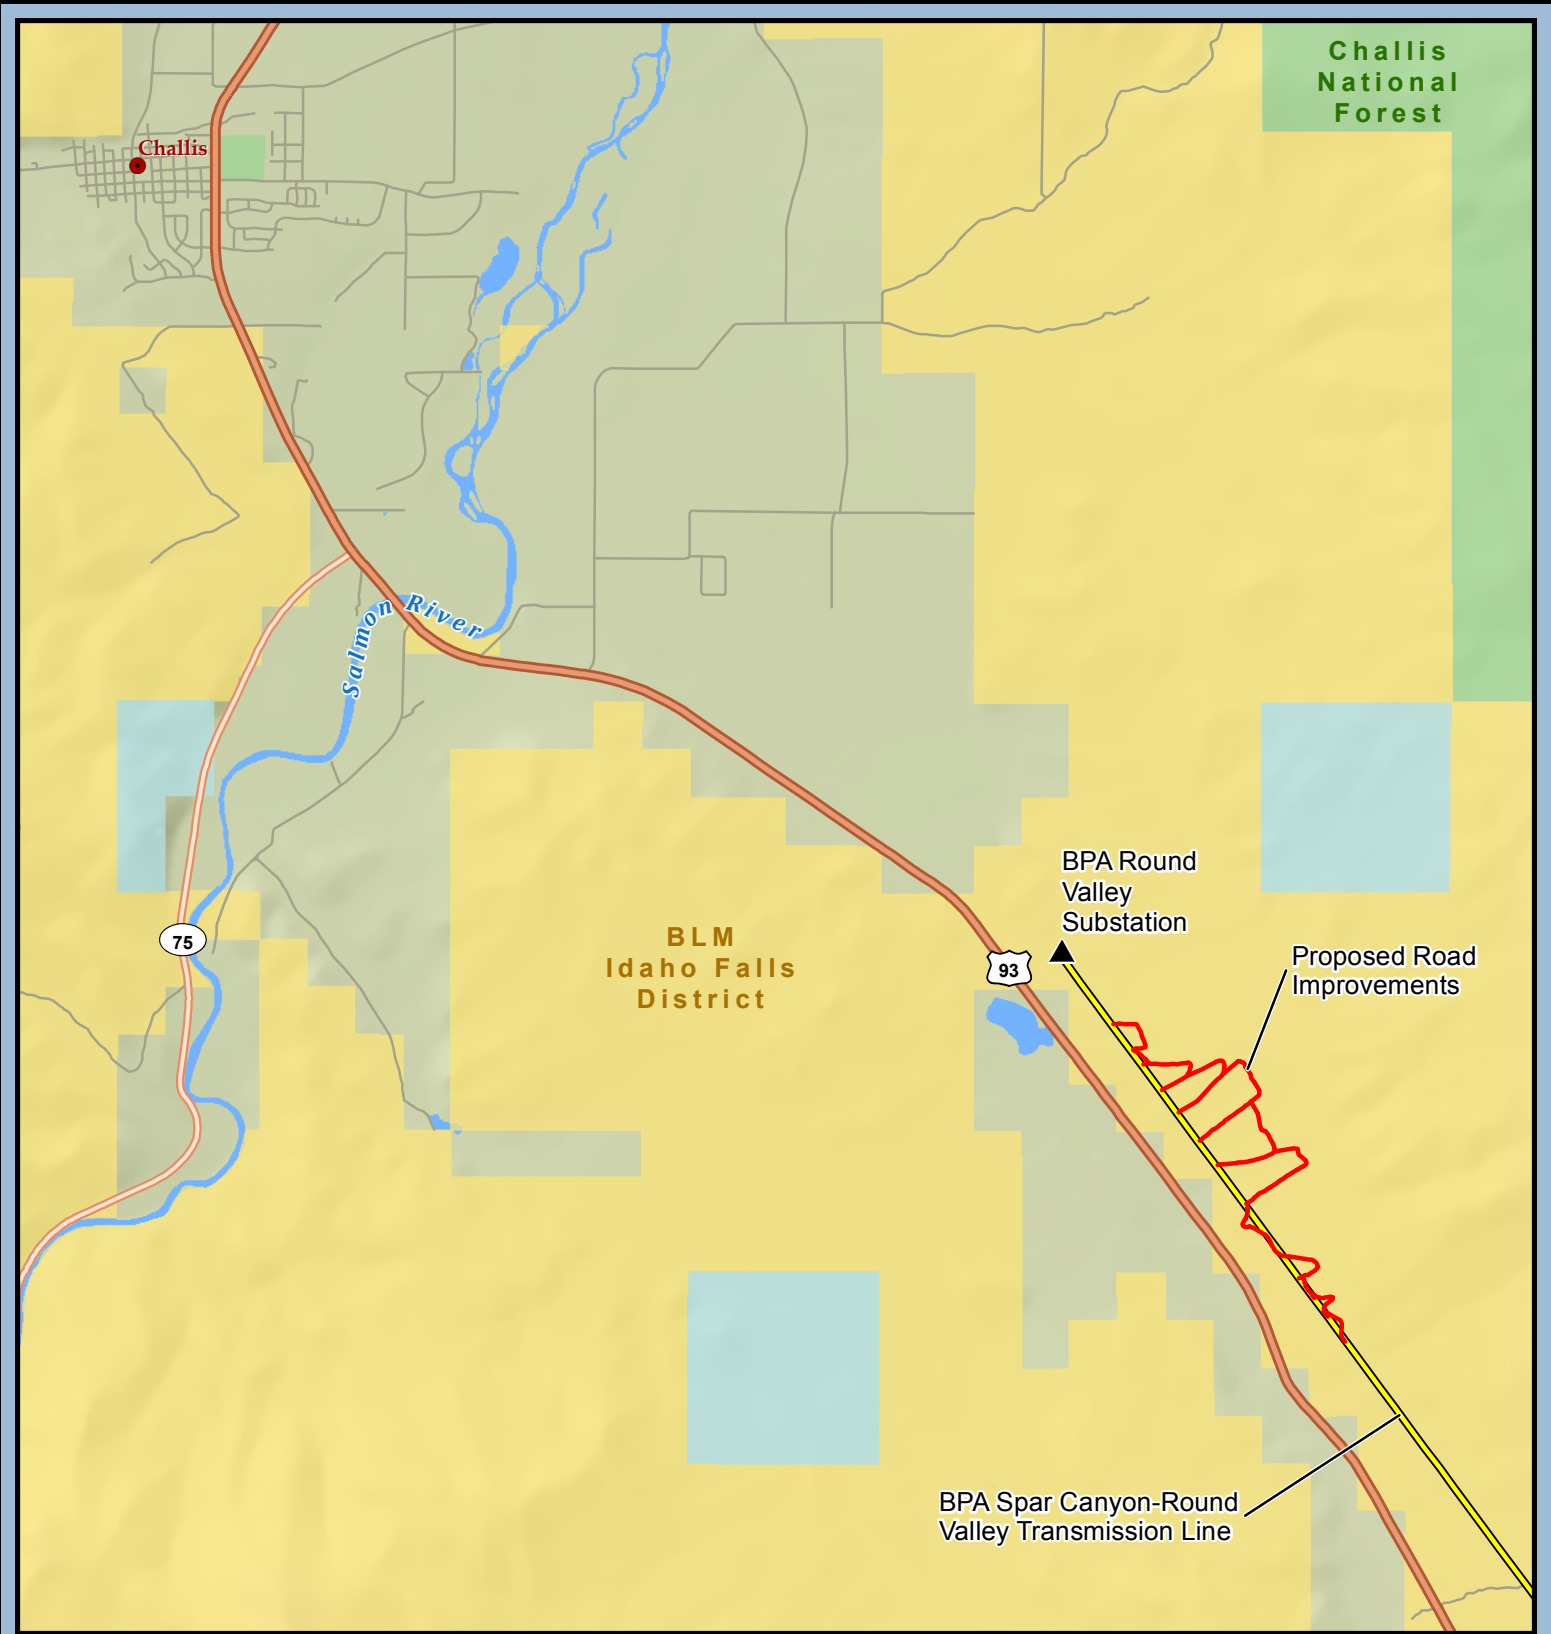 Challis
National
Forest
Challis
Salmon River
BPA Round
Valley
Substation
BLM
Idaho Falls
District
75
93
Proposed Road
Improvements
BPA Spar Canyon-Round
Valley Transmission Line